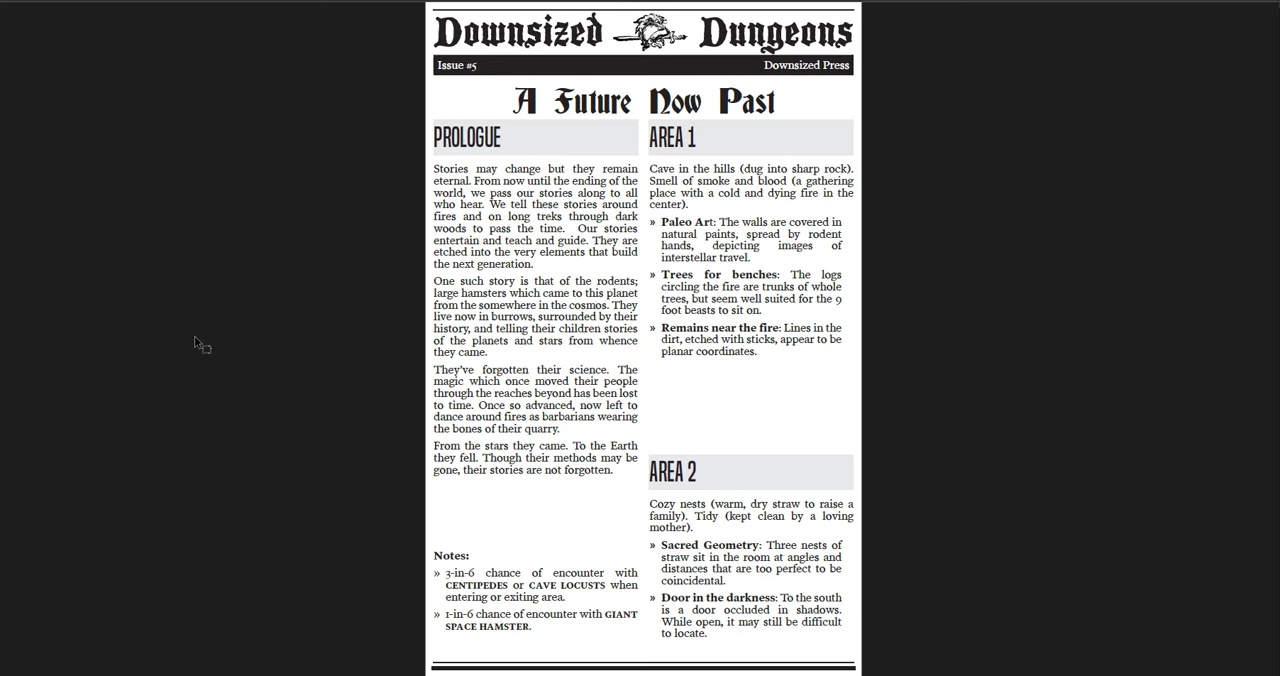 Downsized Dungeons
Issue #5 Downsized Press
A Future Now Past
PROLOGUE
Stories may change but they remain
eternal. From now until the ending of the
world, we pass our stories along to all
who hear. We tell these stories around
fires and on long treks through dark
woods to pass the time. Our stories
entertain and teach and guide. They are
etched into the very elements that build
the next generation.
One such story is that of the rodents;
large hamsters which came to this planet
from the somewhere in the cosmos. They
live now in burrows, surrounded by their
history, and telling their children stories
of the planets and stars from whence
they came.
They've forgotten their science. The
magic which once moved their people
through the reaches beyond has been lost
to time. Once so advanced, now left to
dance around fires as barbarians wearing
the bones of their quarry.
From the stars they came. To the Earth
they fell. Though their methods may be
gone, their stories are not forgotten.
Notes:
» 3-in-6 chance of encounter with
CENTIPEDES or CAVE LOCUSTS when
entering or exiting area.
» 1-in-6 chance of encounter with GIANT
SPACE HAMSTER.
AREA 1
Cave in the hills (dug into sharp rock).
Smell of smoke and blood (a gathering
place with a cold and dying fire in the
center).
» Paleo Art: The walls are covered in
natural paints, spread by rodent
hands, depicting images of
interstellar travel.
» Trees for benches: The logs
circling the fire are trunks of whole
trees, but seem well suited for the 9
foot beasts to sit on.
» Remains near the fire: Lines in the
dirt, etched with sticks, appear to be
planar coordinates.
AREA 2
Cozy nests (warm, dry straw to raise a
family). Tidy (kept clean by a loving
mother).
» Sacred Geometry: Three nests of
straw sit in the room at angles and
distances that are too perfect to be
coincidental.
» Door in the darkness: To the south
is a door occluded in shadows.
While open, it may still be difficult
to locate.